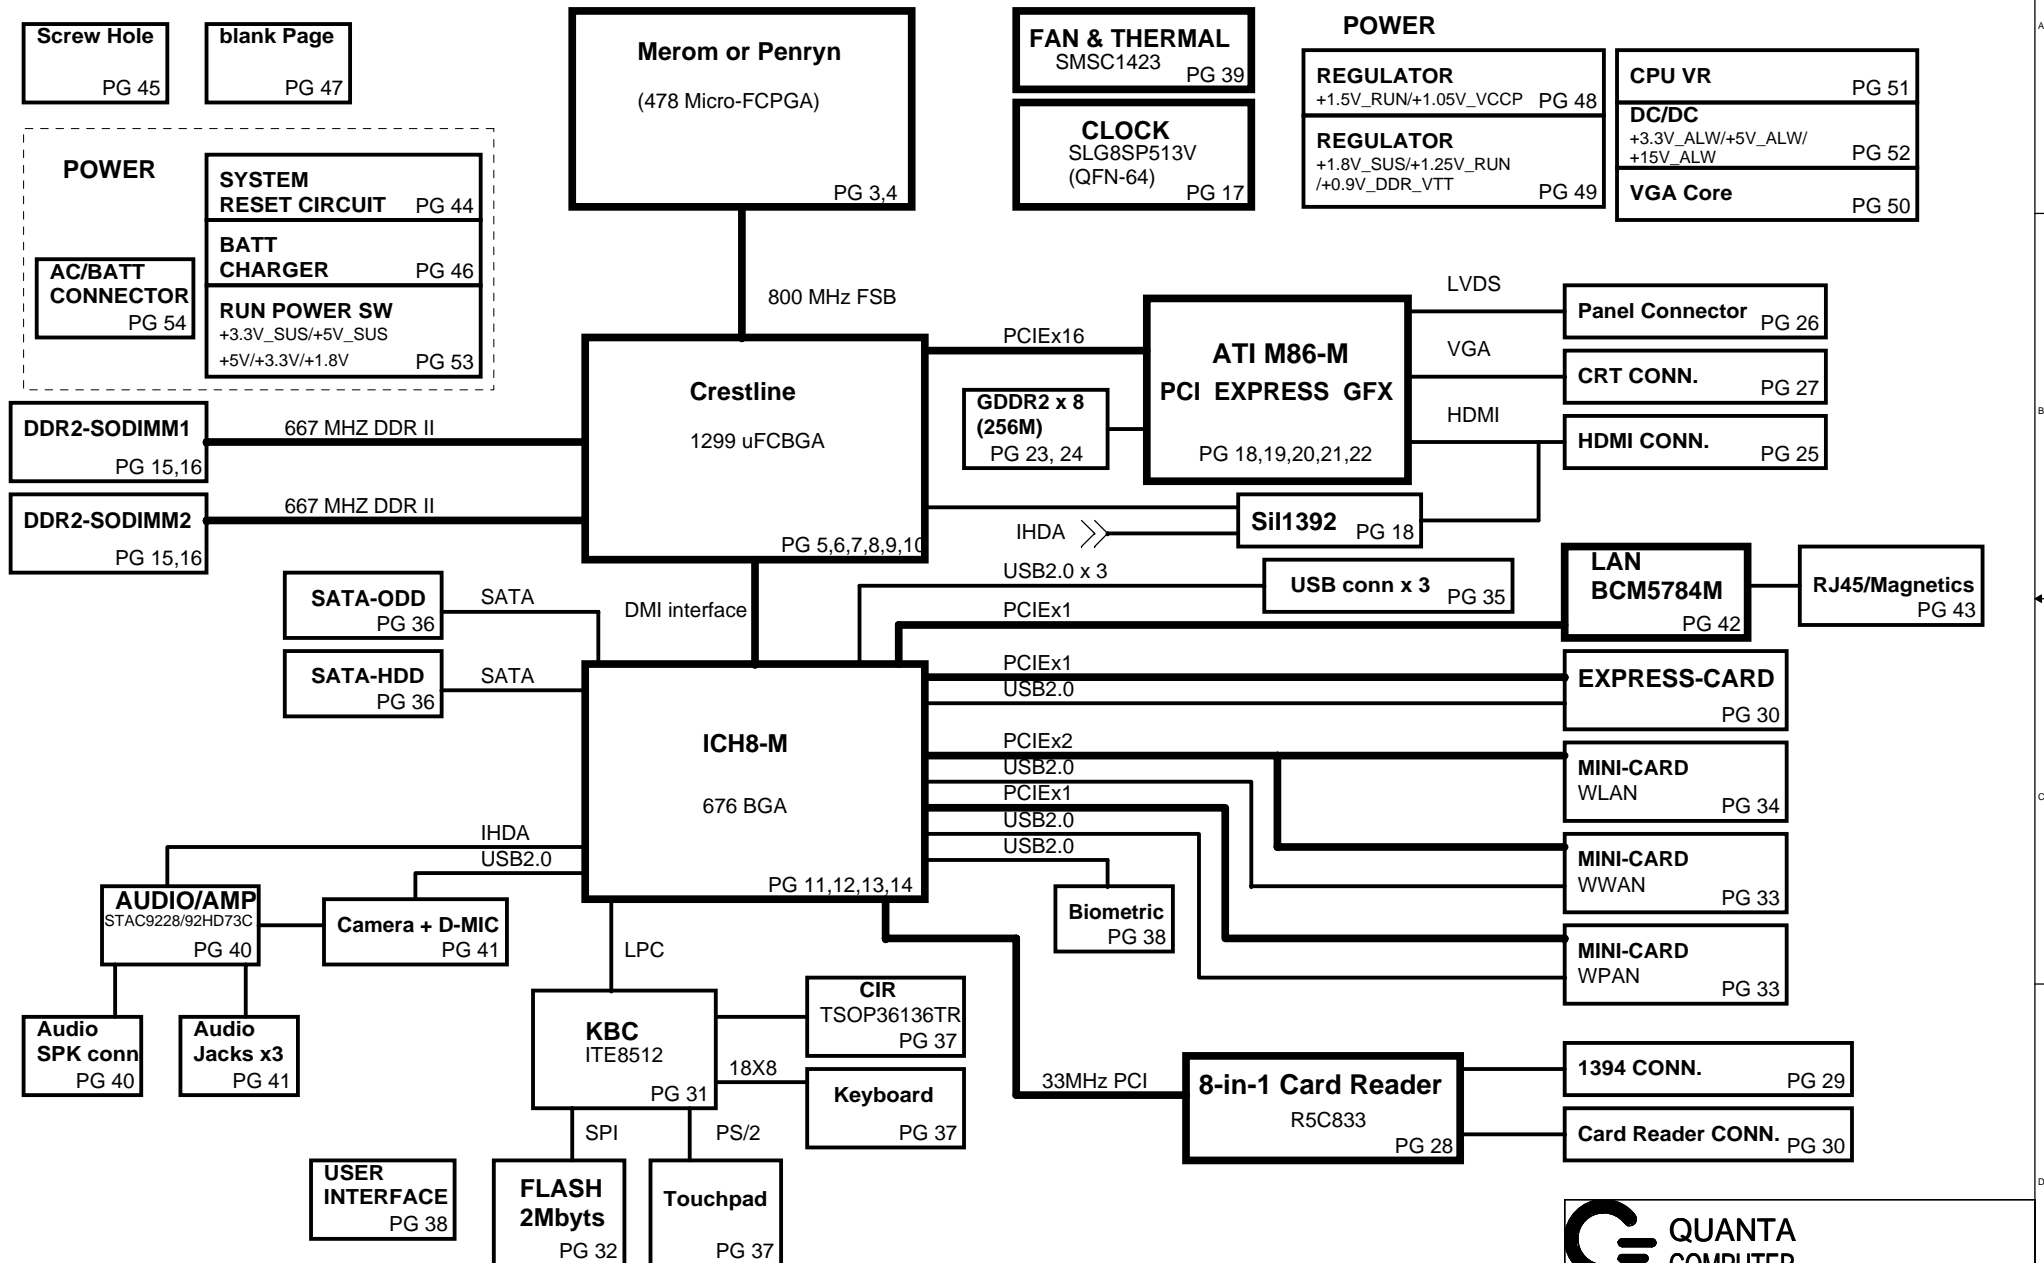 Screw Hole
PG 45
blank Page
PG 47
Merom or Penryn
(478 Micro-FCPGA)
PG 3,4
FAN & THERMAL
SMSC1423
PG 39
CLOCK
SLG8SP513V
(QFN-64)
PG 17
POWER
REGULATOR
+1.5V_RUN/+1.05V_VCCP PG 48
REGULATOR
+1.8V_SUS/+1.25V_RUN
/+0.9V_DDR_VTT
PG 49
CPU VR
PG 51
DC/DC
+3.3V_ALW/+5V_ALW/
+15V_ALW
PG 52
VGA Core
PG 50
POWER
SYSTEM
RESET CIRCUIT PG 44
BATT
CHARGER PG 46
AC/BATT
CONNECTOR
PG 54
RUN POWER SW
+3.3V_SUS/+5V_SUS
+5V/+3.3V/+1.8V PG 53
800 MHz FSB
Crestline
1299 uFCBGA
PG 5,6,7,8,9,10
PCIEx16
ATI M86-M
PCI EXPRESS GFX
PG 18,19,20,21,22
GDDR2 x 8
(256M)
PG 23, 24
LVDS
Panel Connector PG 26
VGA
CRT CONN.
PG 27
HDMI
HDMI CONN.
PG 25
DDR2-SODIMM1
PG 15,16
667 MHZ DDR II
DDR2-SODIMM2
PG 15,16
667 MHZ DDR II
IHDA
SiI1392 PG 18
USB2.0 x 3
USB conn x 3 PG 35
PCIEx1
LAN
BCM5784M
PG 42
RJ45/Magnetics
PG 43
SATA-ODD
PG 36
SATA
SATA-HDD
PG 36
SATA
DMI interface
ICH8-M
676 BGA
PG 11,12,13,14
PCIEx1
USB2.0
EXPRESS-CARD
PG 30
PCIEx2
USB2.0
PCIEx1
USB2.0
USB2.0
MINI-CARD
WLAN
PG 34
MINI-CARD
WWAN
PG 33
MINI-CARD
WPAN
PG 33
Biometric
PG 38
IHDA
USB2.0
AUDIO/AMP
STAC9228/92HD73C
PG 40
Camera + D-MIC
PG 41
Audio
SPK conn
PG 40
Audio
Jacks x3
PG 41
LPC
KBC
ITE8512
PG 31
CIR
TSOP36136TR
PG 37
18X8
Keyboard
PG 37
SPI
PS/2
USER
INTERFACE
PG 38
FLASH
2Mbyts
PG 32
Touchpad
PG 37
33MHz PCI
8-in-1 Card Reader
R5C833
PG 28
1394 CONN.
PG 29
Card Reader CONN. PG 30
QUANTA
COMPUTER
A
B
C
D